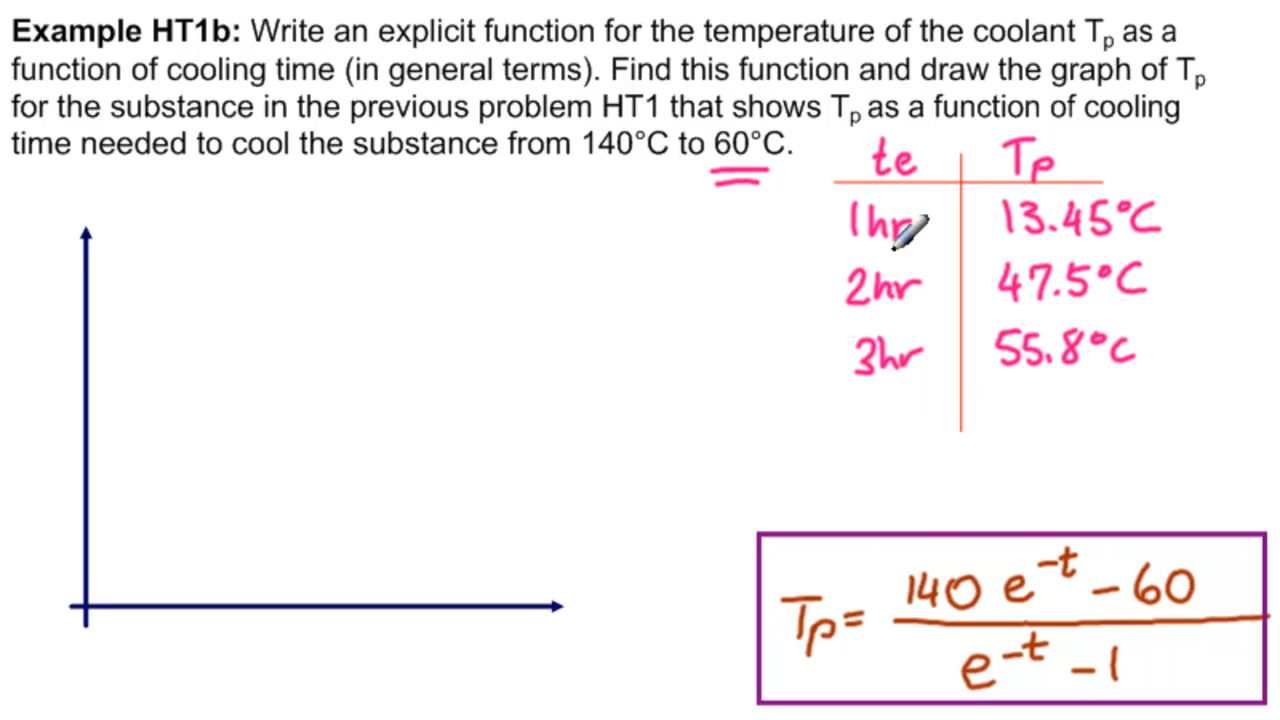 Example HT1b: Write an explicit function for the temperature of the coolant Tp as a
function of cooling time (in general terms). Find this function and draw the graph of Tp
for the substance in the previous problem HT1 that shows Tp as a function of cooling
time needed to cool the substance from 140°C to 60°C.
te Tp
1hr 13.45°C
2hr 47.5°C
3hr 55.8°C
Tp = (140 e^-t - 60) / (e^-t - 1)